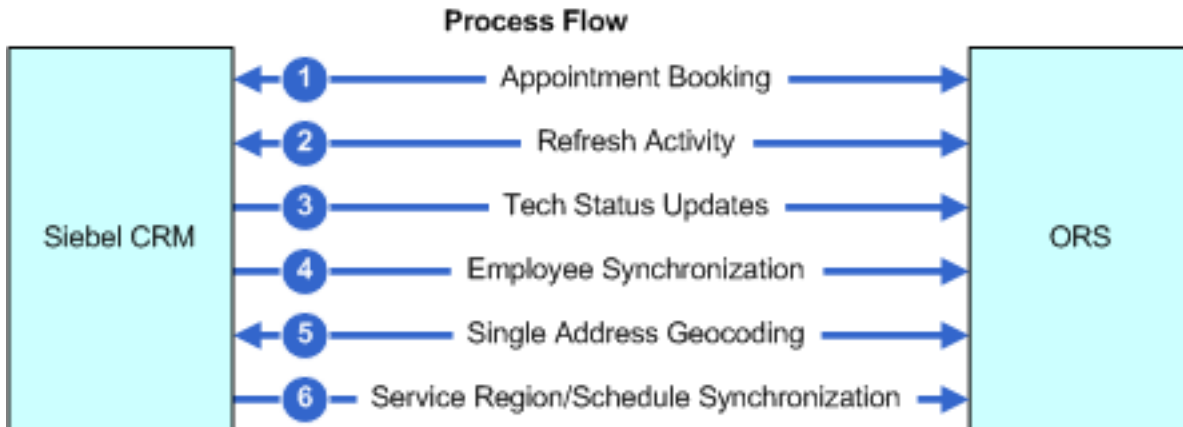 Process Flow
1 Appointment Booking
2 Refresh Activity
3 Tech Status Updates
Siebel CRM
ORS
4 Employee Synchronization
5 Single Address Geocoding
6 Service Region/Schedule Synchronization